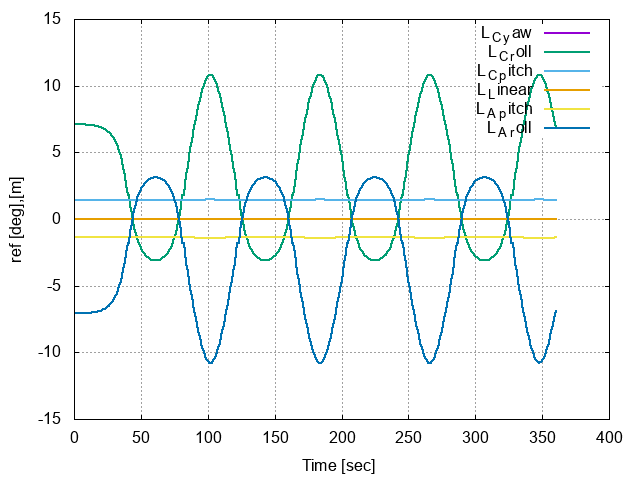 15
10
5
0
-5
-10
-15
0 50 100 150 200 250 300 350 400
ref [deg],[m]
Time [sec]
L_Cyaw
L_Croll
L_Cpitch
L_Linear
L_Apitch
L_Aroll